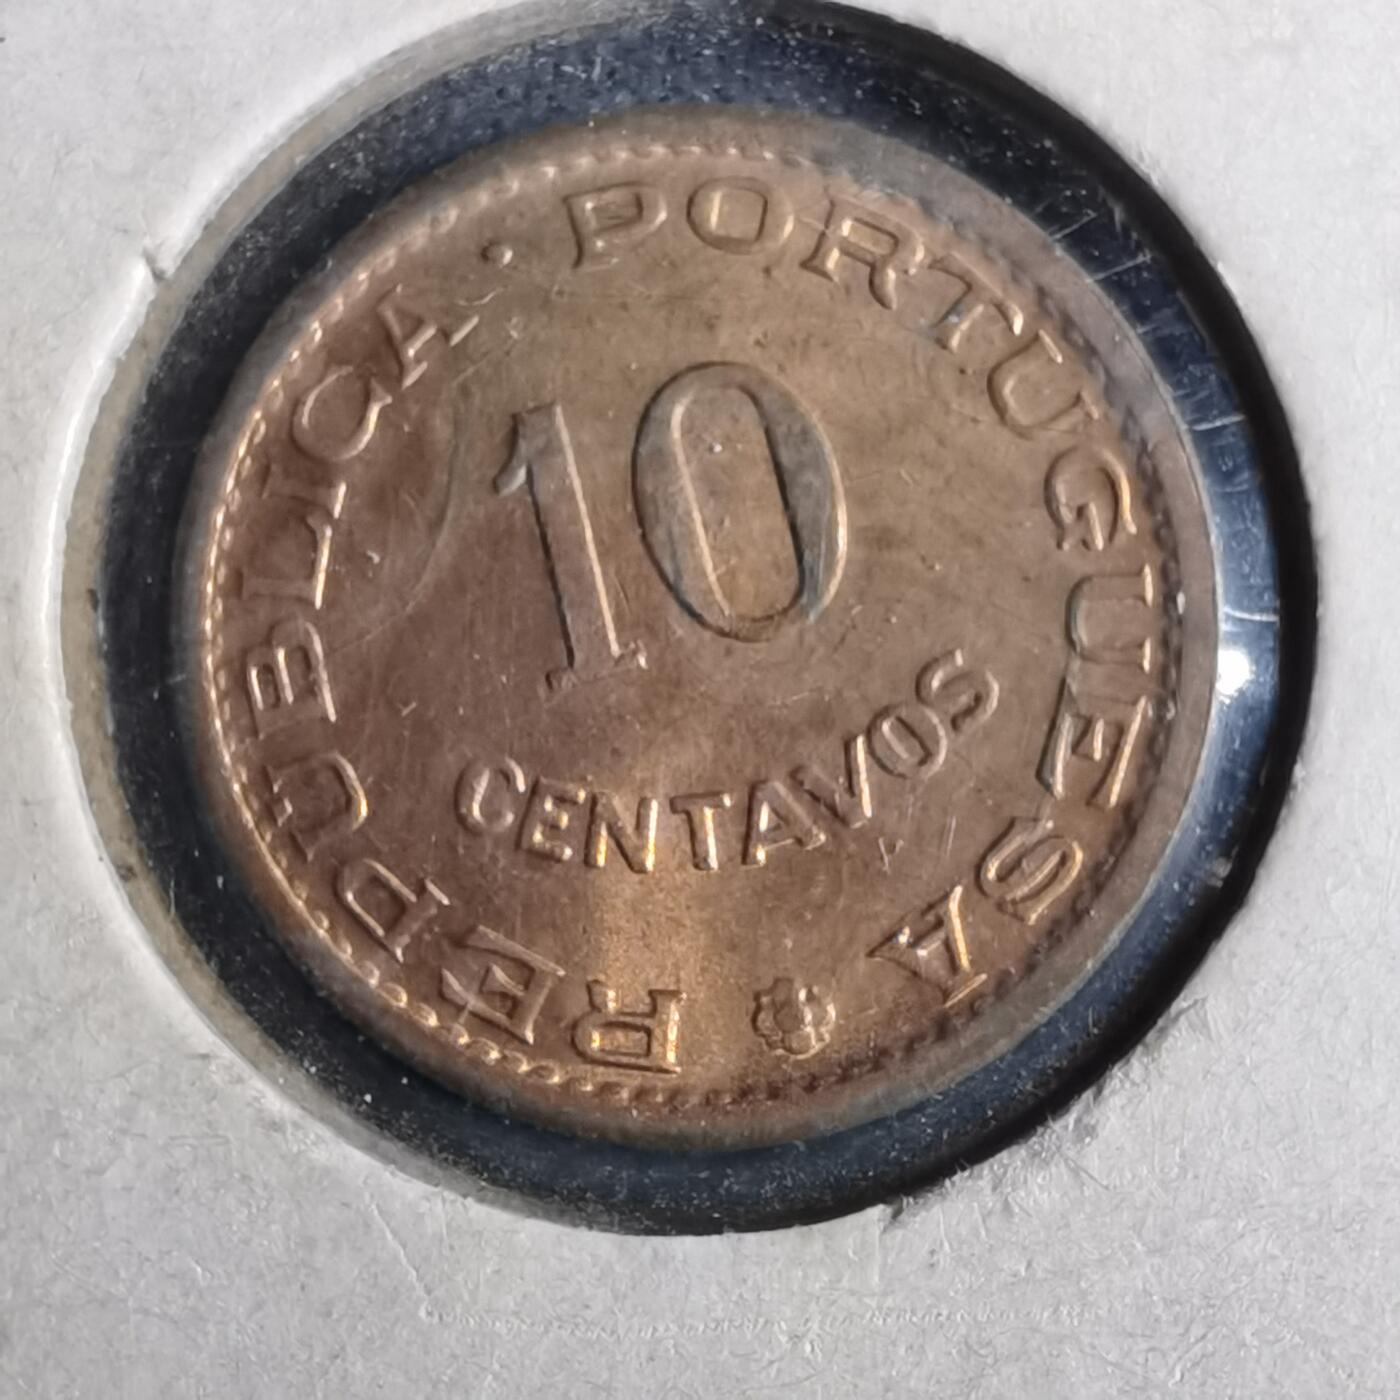 REPUBLICA · PORTUGUESA
10
CENTAVOS